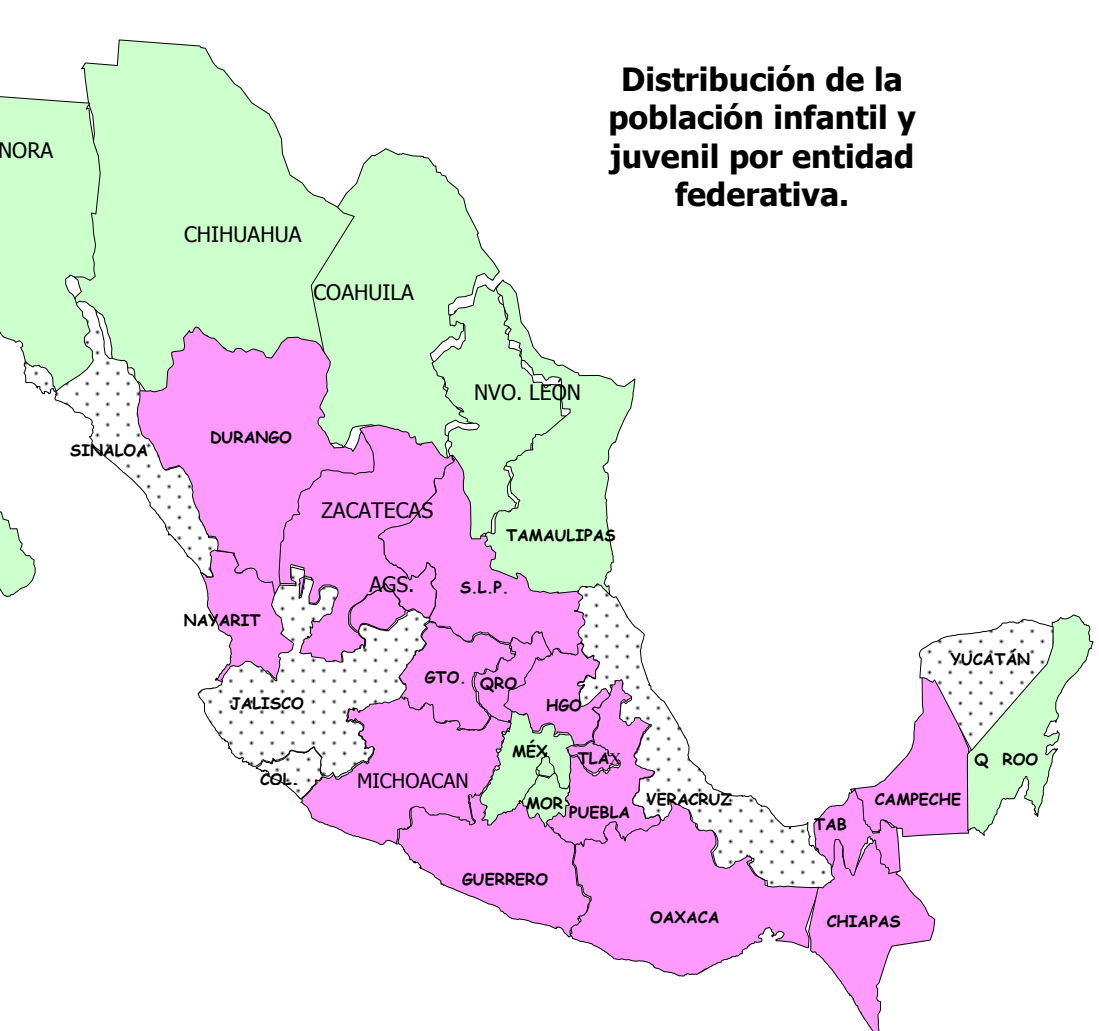 Distribución de la
población infantil y
juvenil por entidad
federativa.
NORA
CHIHUAHUA
COAHUILA
NVO. LEON
DURANGO
SINALOA
ZACATECAS
TAMAULIPAS
AGS.
S.L.P.
NAYARIT
YUCATÁN
GTO.
QRO
JALISCO
HGO
MÉX
TLAX
Q ROO
COL.
MICHOACAN
MOR
PUEBLA
VERACRUZ
CAMPECHE
TAB
GUERRERO
OAXACA
CHIAPAS